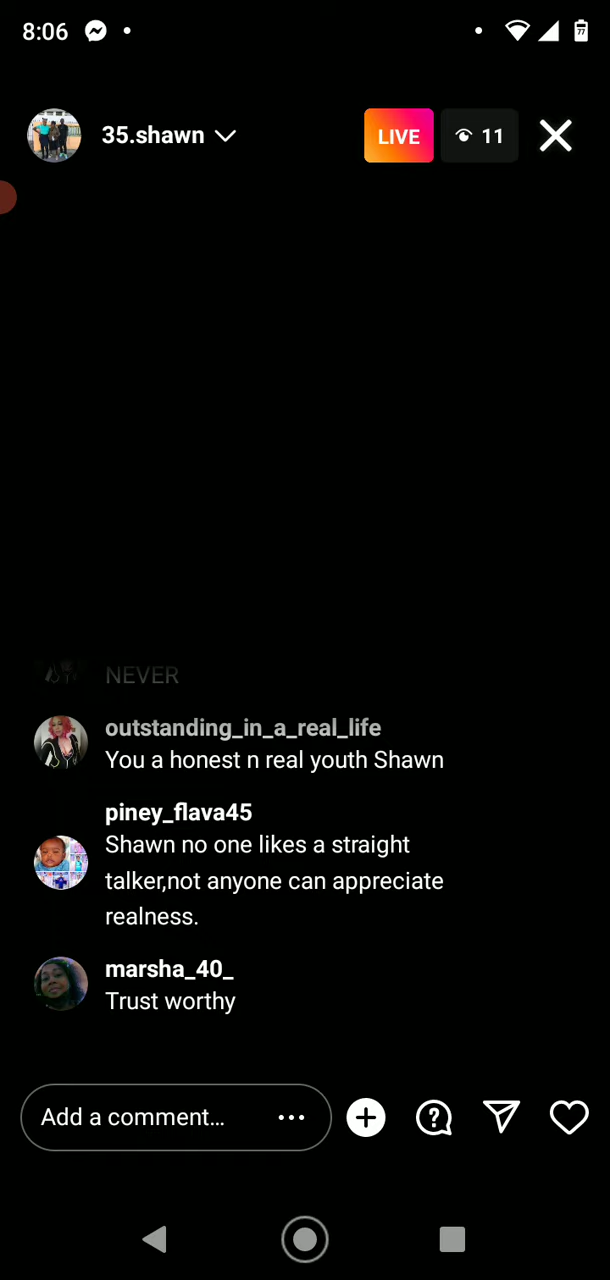 8:06
77
35.shawn
LIVE
11
NEVER
outstanding_in_a_real_life
You a honest n real youth Shawn
piney_flava45
Shawn no one likes a straight
talker,not anyone can appreciate
realness.
marsha_40_
Trust worthy
Add a comment...